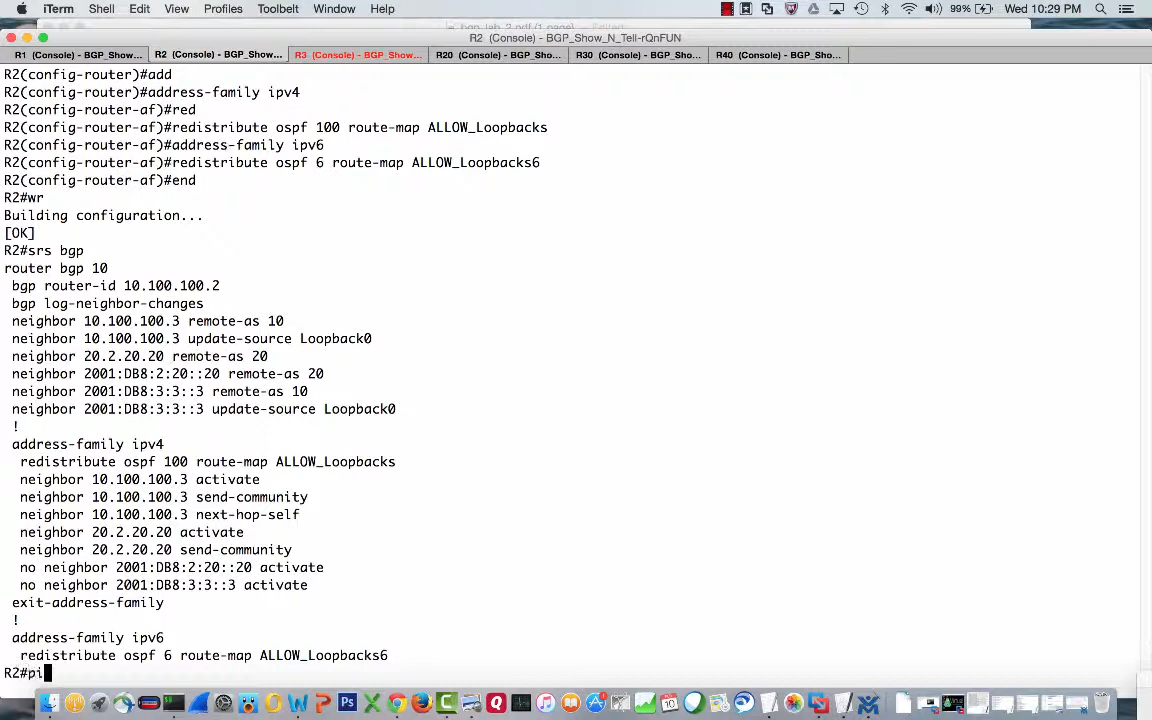 iTerm Shell Edit View Profiles Toolbelt Window Help 99% Wed 10:29 PM
R2 (Console) - BGP_Show_N_Tell-rQnFUN
R1 (Console) - BGP_Show... R2 (Console) - BGP_Show... R3 (Console) - BGP_Show... R20 (Console) - BGP_Sho... R30 (Console) - BGP_Sho... R40 (Console) - BGP_Sho...
R2(config-router)#add
R2(config-router)#address-family ipv4
R2(config-router-af)#red
R2(config-router-af)#redistribute ospf 100 route-map ALLOW_Loopbacks
R2(config-router-af)#address-family ipv6
R2(config-router-af)#redistribute ospf 6 route-map ALLOW_Loopbacks6
R2(config-router-af)#end
R2#wr
Building configuration...
[OK]
R2#srs bgp
router bgp 10
bgp router-id 10.100.100.2
bgp log-neighbor-changes
neighbor 10.100.100.3 remote-as 10
neighbor 10.100.100.3 update-source Loopback0
neighbor 20.2.20.20 remote-as 20
neighbor 2001:DB8:2:20::20 remote-as 20
neighbor 2001:DB8:3:3::3 remote-as 10
neighbor 2001:DB8:3:3::3 update-source Loopback0
!
address-family ipv4
redistribute ospf 100 route-map ALLOW_Loopbacks
neighbor 10.100.100.3 activate
neighbor 10.100.100.3 send-community
neighbor 10.100.100.3 next-hop-self
neighbor 20.2.20.20 activate
neighbor 20.2.20.20 send-community
no neighbor 2001:DB8:2:20::20 activate
no neighbor 2001:DB8:3:3::3 activate
exit-address-family
!
address-family ipv6
redistribute ospf 6 route-map ALLOW_Loopbacks6
R2#pi